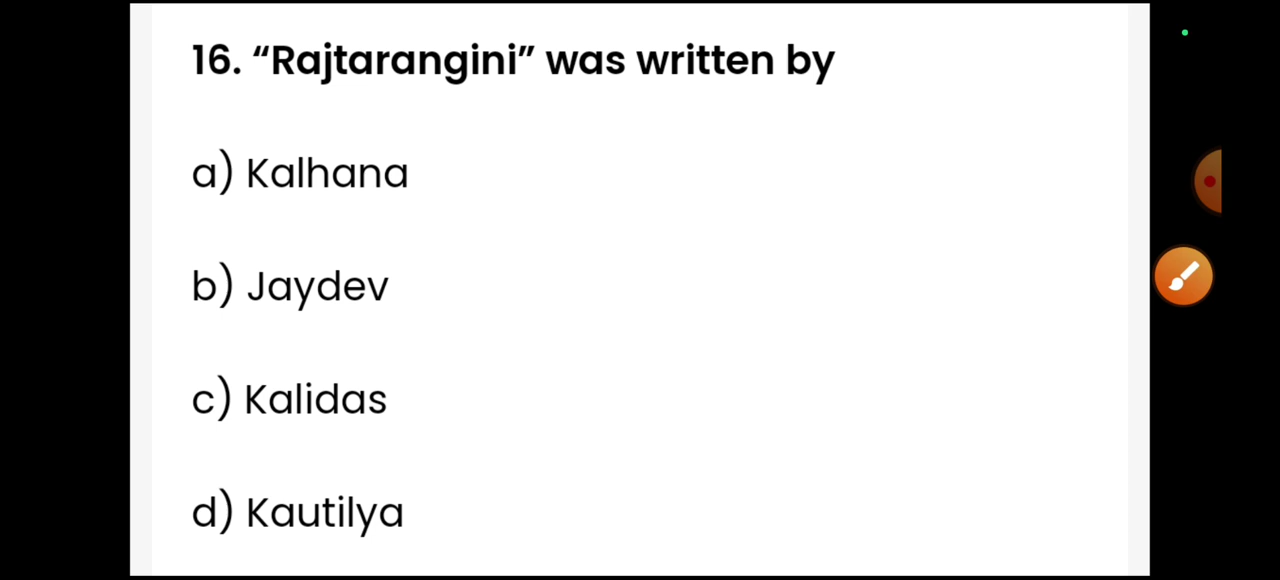 16. “Rajtarangini” was written by
a) Kalhana
b) Jaydev
c) Kalidas
d) Kautilya